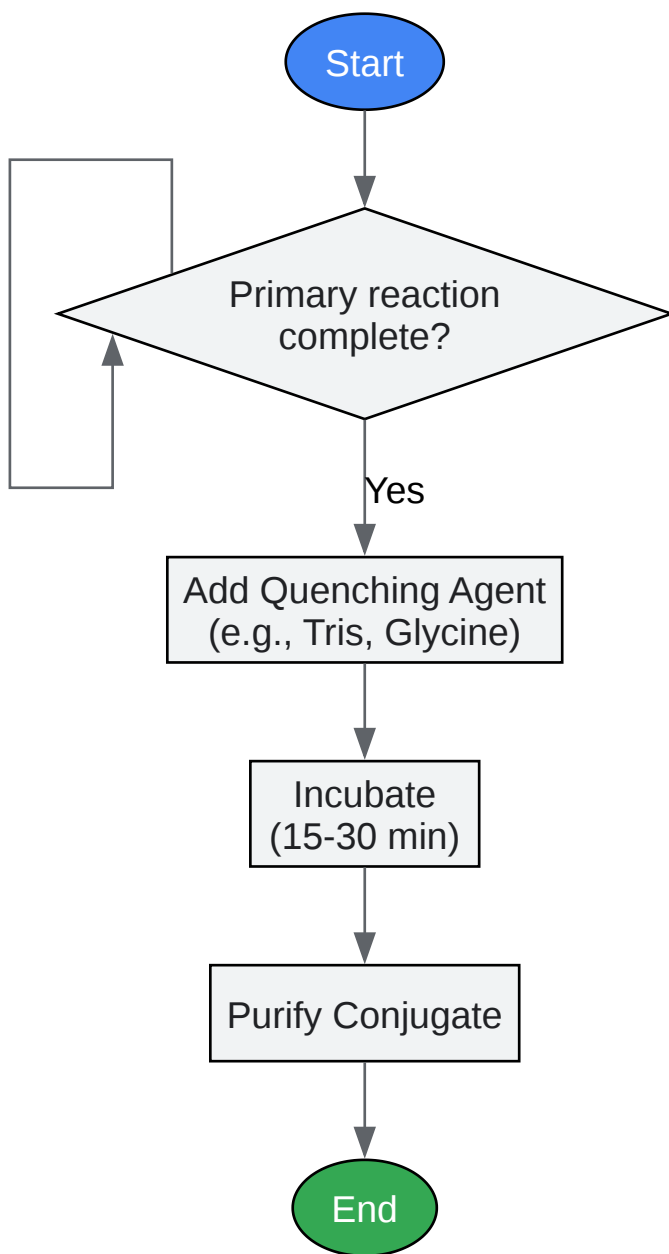 Start
Primary reaction
complete?
Yes
Add Quenching Agent
(e.g., Tris, Glycine)
Incubate
(15-30 min)
Purify Conjugate
End